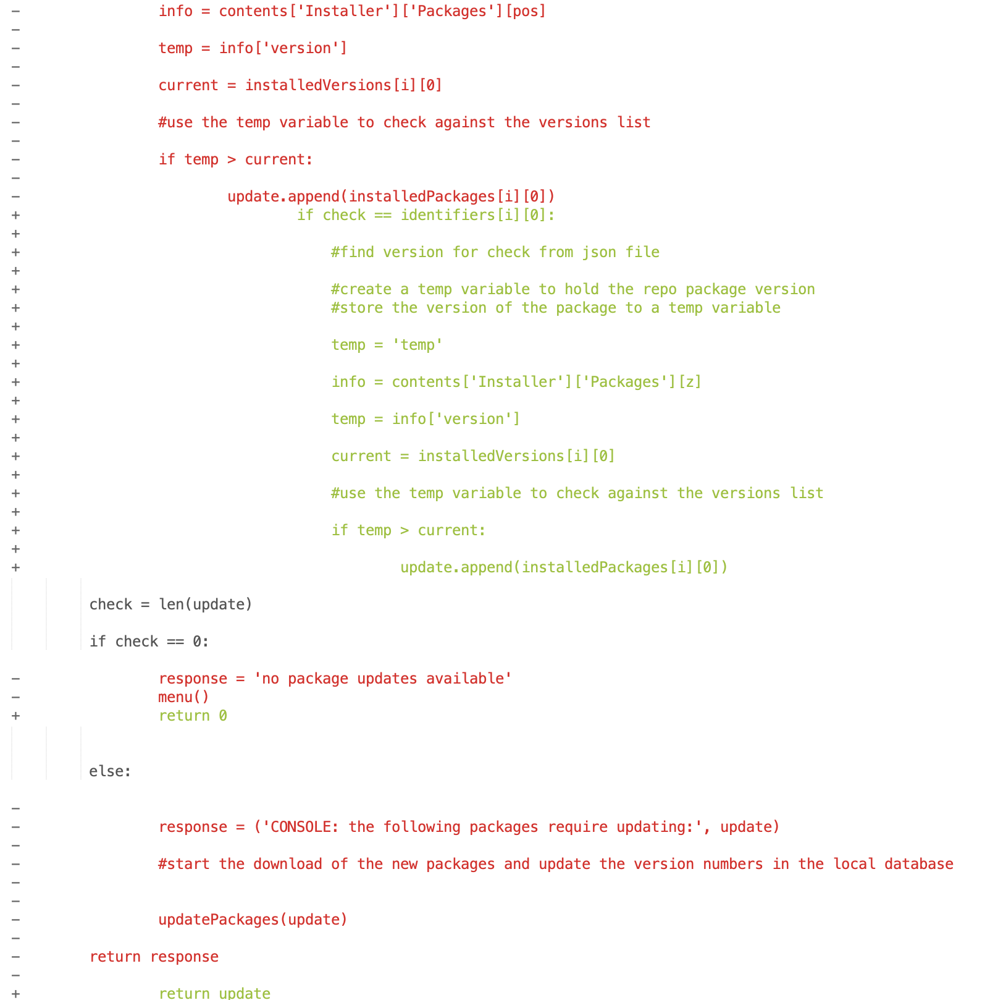 -                info = contents['Installer']['Packages'][pos]
-
-                temp = info['version']
-
-                current = installedVersions[i][0]
-
-                #use the temp variable to check against the versions list
-
-                if temp > current:
-
-                        update.append(installedPackages[i][0])
+                                if check == identifiers[i][0]:
+
+                                    #find version for check from json file
+
+                                    #create a temp variable to hold the repo package version
+                                    #store the version of the package to a temp variable
+
+                                    temp = 'temp'
+
+                                    info = contents['Installer']['Packages'][z]
+
+                                    temp = info['version']
+
+                                    current = installedVersions[i][0]
+
+                                    #use the temp variable to check against the versions list
+
+                                    if temp > current:
+
+                                            update.append(installedPackages[i][0])
         check = len(update)
         if check == 0:
-                response = 'no package updates available'
-                menu()
+                return 0
         else:
-
-                response = ('CONSOLE: the following packages require updating:', update)
-
-                #start the download of the new packages and update the version numbers in the local database
-
-
-                updatePackages(update)
-
-        return response
-
+                return update